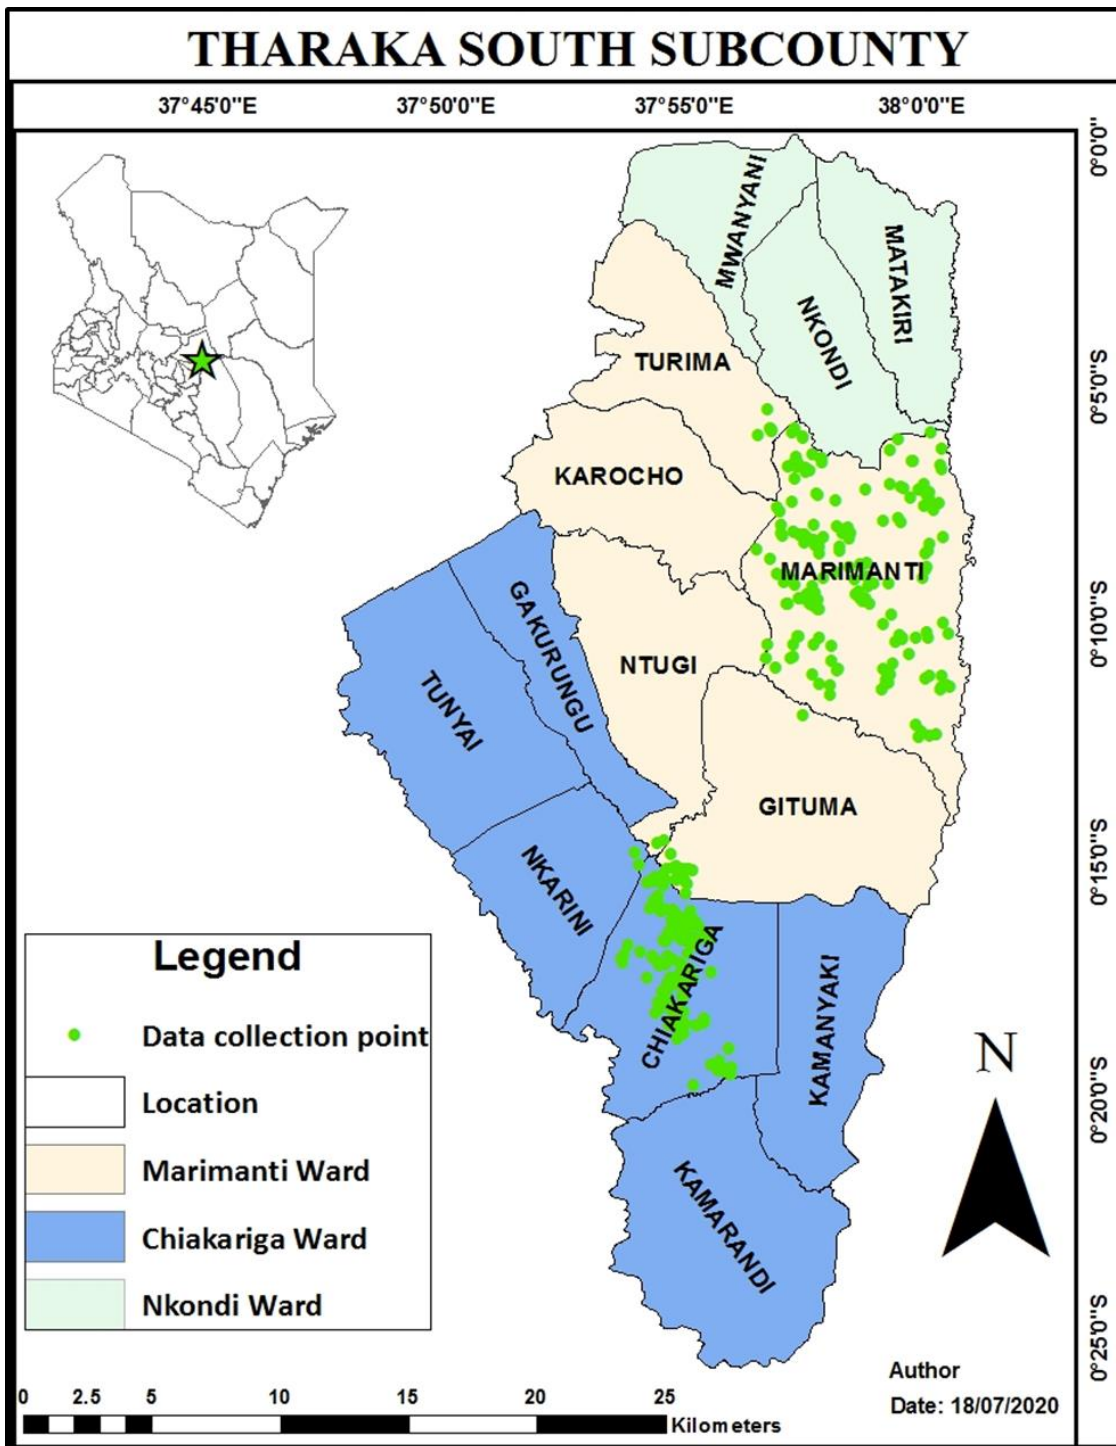 THARAKA SOUTH SUBCOUNTY
37°45'0"E
37°50'0"E
37°55'0"E
38°0'0"E
0°0'0"
0°5'0"S
0°10'0"S
0°15'0"S
0°20'0"S
0°25'0"S
MWANYANI
MATAKIRI
NKONDI
TURIMA
KAROCHO
MARIMANTI
GAKURUNGU
NTUGI
TUNYAI
GITUMA
NKARINI
CHIAKARIGA
KAMANYAKI
KAMARANDI
Legend
Data collection point
Location
Marimanti Ward
Chiakariga Ward
Nkondi Ward
N
Author
Date: 18/07/2020
0 2.5 5 10 15 20 25
Kilometers